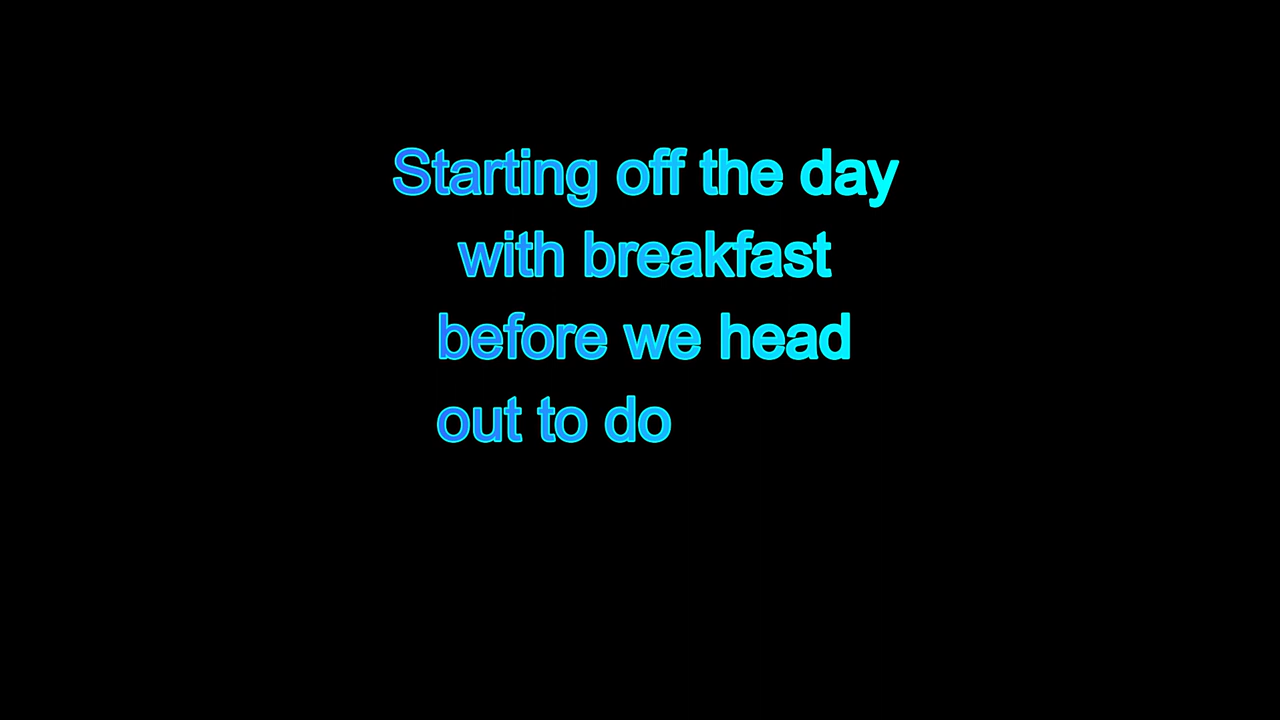 Starting off the day
with breakfast
before we head
out to do